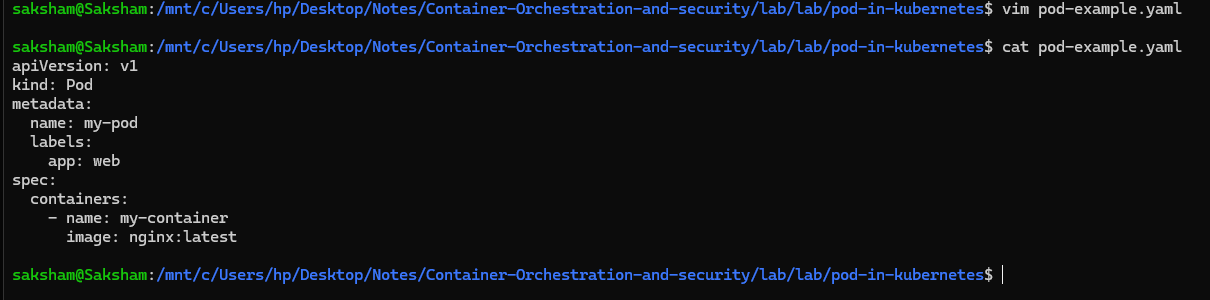 saksham@Saksham:/mnt/c/Users/hp/Desktop/Notes/Container-Orchestration-and-security/lab/lab/pod-in-kubernetes$ vim pod-example.yaml
saksham@Saksham:/mnt/c/Users/hp/Desktop/Notes/Container-Orchestration-and-security/lab/lab/pod-in-kubernetes$ cat pod-example.yaml
apiVersion: v1
kind: Pod
metadata:
  name: my-pod
  labels:
    app: web
spec:
  containers:
    - name: my-container
      image: nginx:latest
saksham@Saksham:/mnt/c/Users/hp/Desktop/Notes/Container-Orchestration-and-security/lab/lab/pod-in-kubernetes$